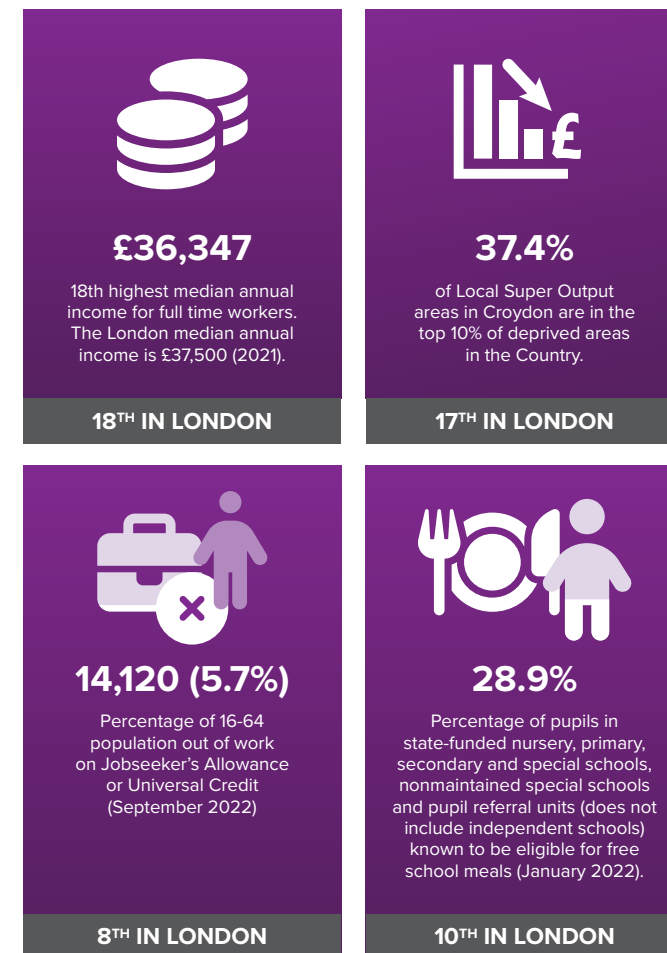 £36,347
18th highest median annual
income for full time workers.
The London median annual
income is £37,500 (2021).
18TH IN LONDON
£
37.4%
of Local Super Output
areas in Croydon are in the
top 10% of deprived areas
in the Country.
17TH IN LONDON
14,120 (5.7%)
Percentage of 16-64
population out of work
on Jobseeker's Allowance
or Universal Credit
(September 2022)
8TH IN LONDON
28.9%
Percentage of pupils in
state-funded nursery, primary,
secondary and special schools,
nonmaintained special schools
and pupil referral units (does not
include independent schools)
known to be eligible for free
school meals (January 2022).
10TH IN LONDON